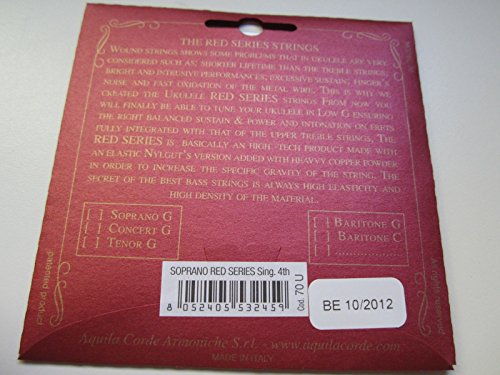 THE RED SERIES STRINGS
WOUND STRINGS SHOWS SOME PROBLEMS THAT IN UKULELE ARE VERY
CONSIDERED SUCH AS: SHORTER LIFETIME THAN THE TREBLE STRINGS,
BRIGHT AND INTRUSIVE PERFORMANCES, EXCESSIVE SUSTAIN, FINGER'S
NOISE AND FAST OXIDATION OF THE METAL WIRE. THIS IS WHY WE
CREATED THE UKULELE RED SERIES STRINGS FROM NOW YOU
WILL FINALLY BE ABLE TO TUNE YOUR UKULELE IN LOW G ENSURING
THE RIGHT BALANCED SUSTAIN & POWER AND INTONATION ON FRETS
FULLY INTEGRATED WITH THAT OF THE UPPER TREBLE STRINGS, THE
RED SERIES IS BASICALLY AN HIGH -TECH PRODUCT MADE WITH
AN ELASTIC NYLGUT'S VERSION ADDED WITH HEAVVY COPPER POWDER
IN ORDER TO INCREASE THE SPECIFIC GRAVITY OF THE STRING. THE
SECRET OF THE BEST BASS STRINGS IS ALWAYS HIGH ELASTICITY AND
HIGH DENSITY OF THE MATERIAL.
[ ] SOPRANO G
[ ] CONCERT G
[ ] TENOR G
[ ] BARITONE G
[ ] BARITONE C
[ ] ................
SOPRANO RED SERIES Sing. 4th
8 052405 532459
Cod. 70 U
BE 10/2012
patented product
patented product
Aquila Corde Armoniche S.r.l. - www.aquilacorde.com
MADE IN ITALY